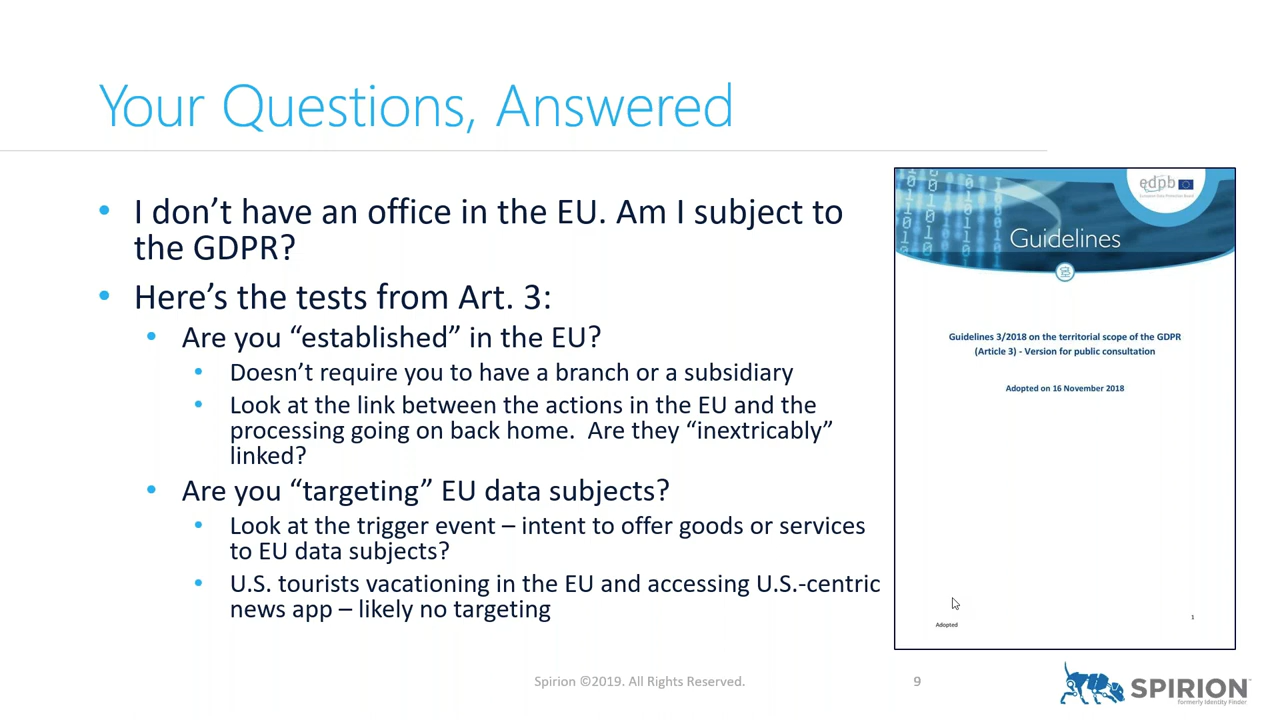 Your Questions, Answered
• I don’t have an office in the EU. Am I subject to
the GDPR?
• Here’s the tests from Art. 3:
• Are you “established” in the EU?
• Doesn’t require you to have a branch or a subsidiary
• Look at the link between the actions in the EU and the
processing going on back home.  Are they “inextricably”
linked?
• Are you “targeting” EU data subjects?
• Look at the trigger event – intent to offer goods or services
to EU data subjects?
• U.S. tourists vacationing in the EU and accessing U.S.-centric
news app – likely no targeting
edpb
European Data Protection Board
Guidelines
Guidelines 3/2018 on the territorial scope of the GDPR
(Article 3) - Version for public consultation
Adopted on 16 November 2018
1
Adopted
Spirion ©2019. All Rights Reserved.
9
SPIRION
formerly Identity Finder